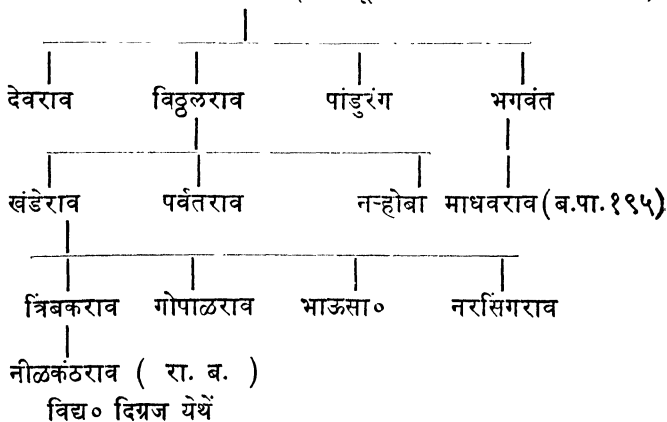 देवराव विठ्ठलराव पांडुरंग भगवंत
खंडेराव पर्वतराव नऱ्होबा माधवराव (ब.पा.१९५)
त्रिंबकराव गोपाळराव भाऊसा० नरसिंगराव
नीळकंठराव ( रा. ब. )
विद्य० दिग्रज येथें